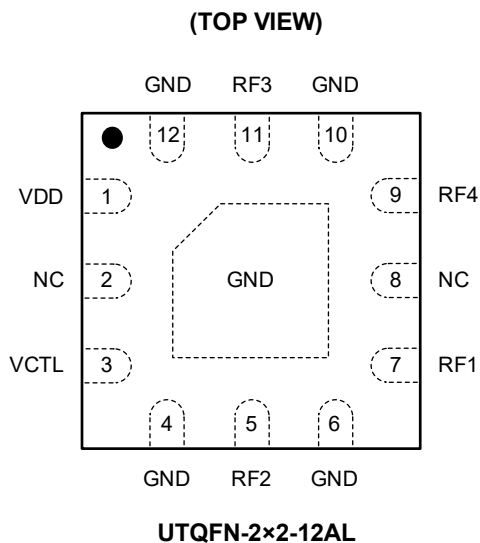 (TOP VIEW)
GND RF3 GND
12 11 10
VDD 1 9 RF4
NC 2 GND 8 NC
VCTL 3 7 RF1
4 5 6
GND RF2 GND
UTQFN-2×2-12AL